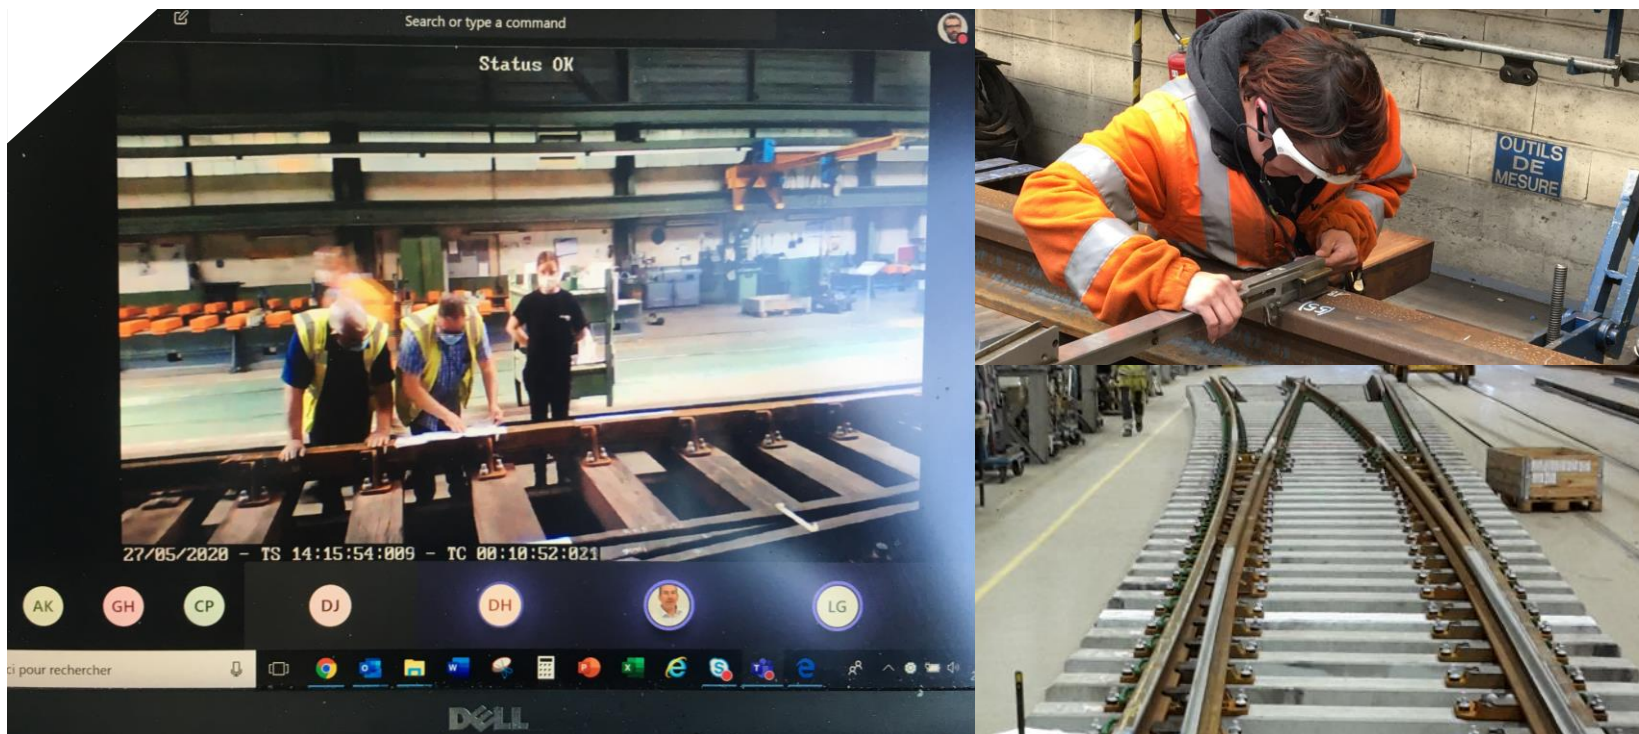 Search or type a command
Status OK
27/05/2020 - TS 14:15:54:009 - TC 00:10:52:021
AK
GH
CP
DJ
DH
LG
ci pour rechercher
DELL
OUTILS
DE
MESURE